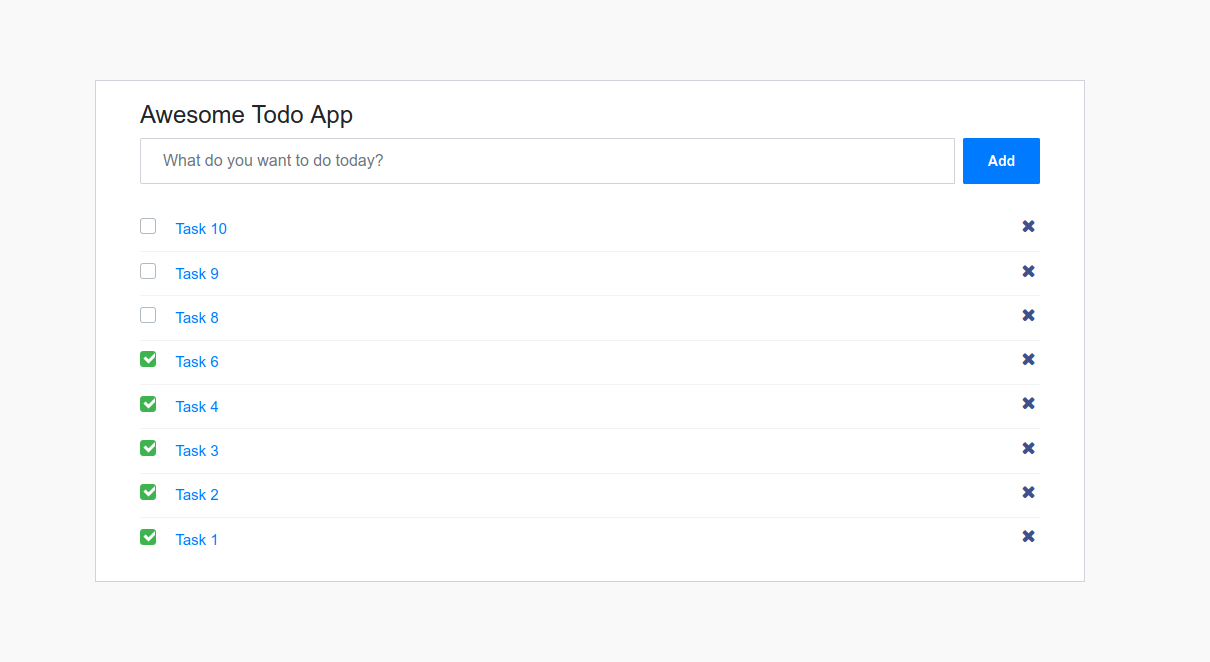 Awesome Todo App
What do you want to do today?
Add
Task 10
Task 9
Task 8
Task 6
Task 4
Task 3
Task 2
Task 1